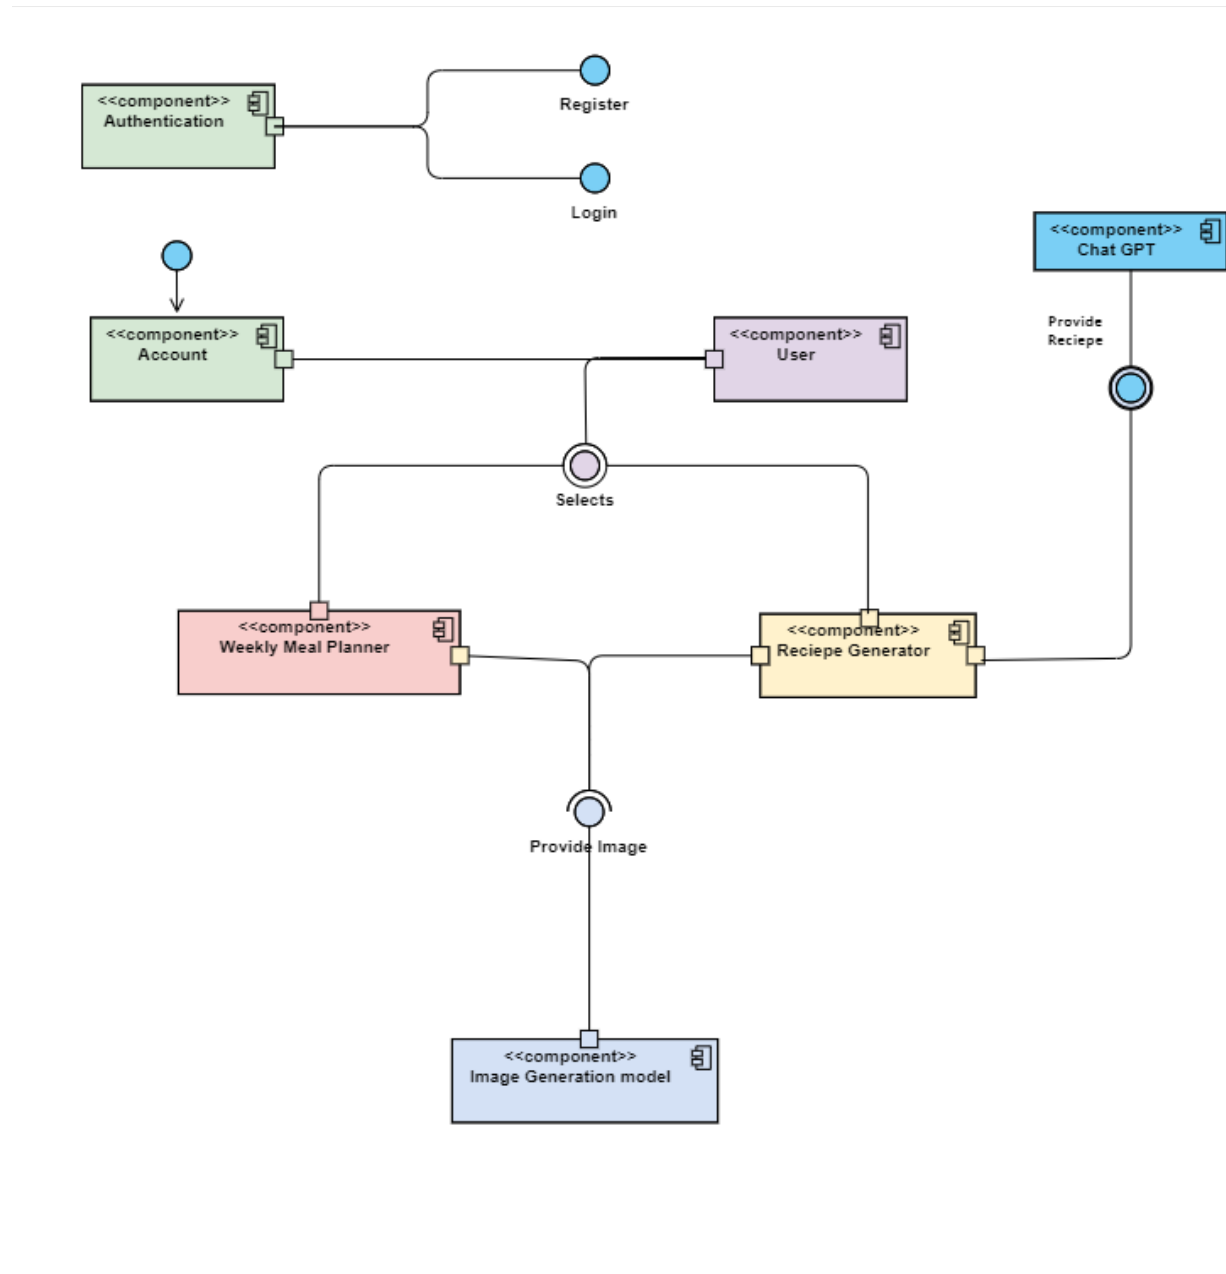 <<component>>
Authentication
Register
Login
<<component>>
Chat GPT
Provide
Reciepe
<<component>>
Account
<<component>>
User
Selects
<<component>>
Weekly Meal Planner
<<component>>
Reciepe Generator
Provide Image
<<component>>
Image Generation model